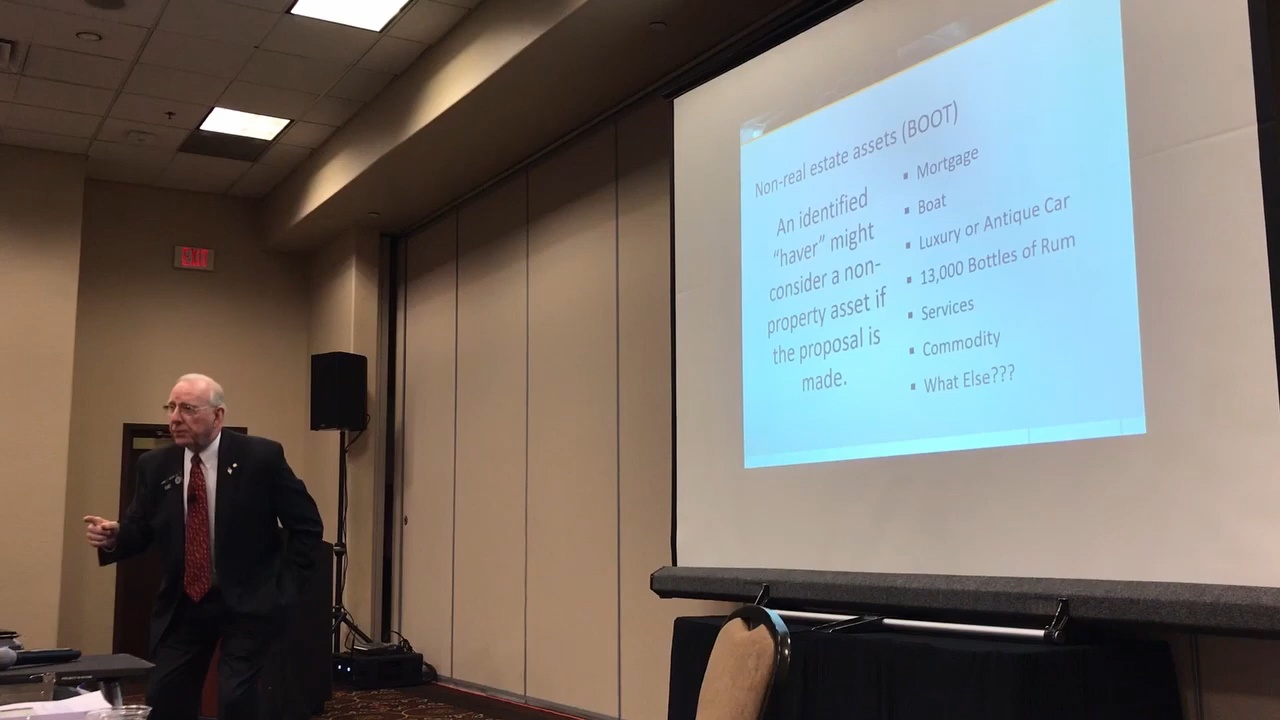 EXIT
Non-real estate assets (BOOT)
An identified
“haver” might
consider a non-
property asset if
the proposal is
made.
▪ Mortgage
▪ Boat
▪ Luxury or Antique Car
▪ 13,000 Bottles of Rum
▪ Services
▪ Commodity
▪ What Else???